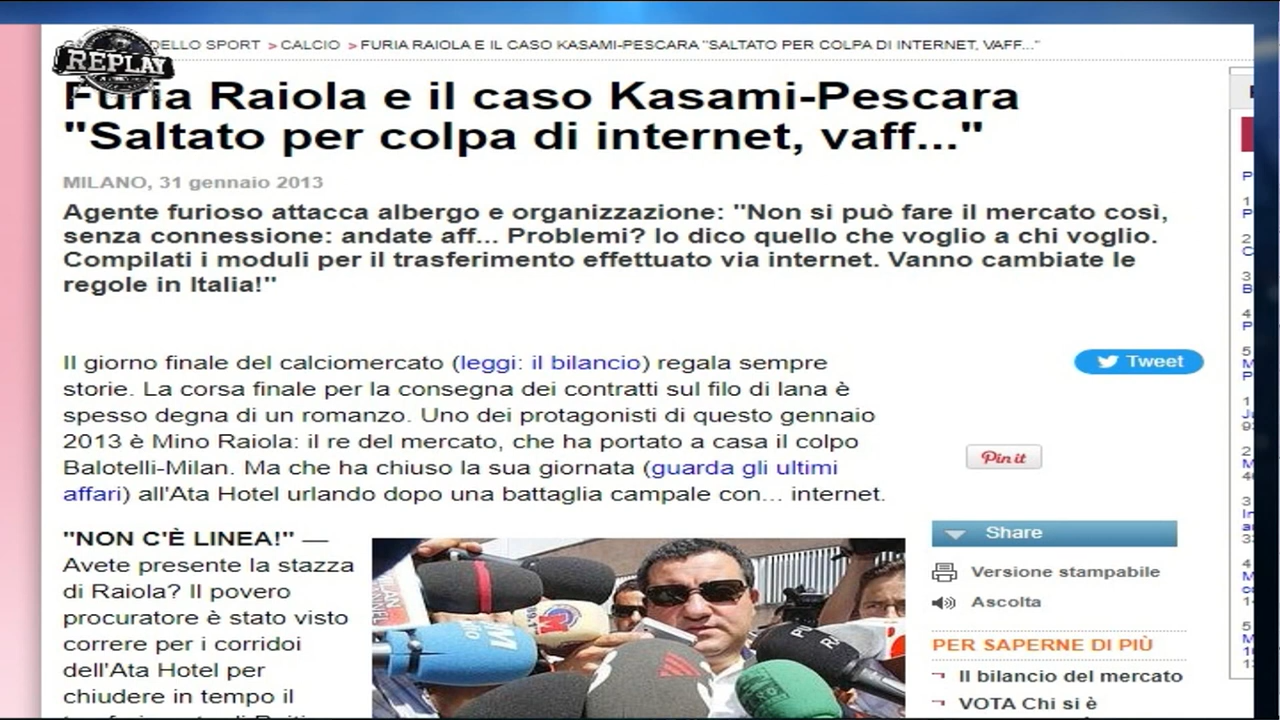 REPLAY
DELLO SPORT > CALCIO > FURIA RAIOLA E IL CASO KASAMI-PESCARA "SALTATO PER COLPA DI INTERNET, VAFF..."
Furia Raiola e il caso Kasami-Pescara
"Saltato per colpa di internet, vaff..."
MILANO, 31 gennaio 2013
Agente furioso attacca albergo e organizzazione: "Non si può fare il mercato così,
senza connessione: andate aff... Problemi? Io dico quello che voglio a chi voglio.
Compilati i moduli per il trasferimento effettuato via internet. Vanno cambiate le
regole in Italia!"
Il giorno finale del calciomercato (leggi: il bilancio) regala sempre
storie. La corsa finale per la consegna dei contratti sul filo di lana è
spesso degna di un romanzo. Uno dei protagonisti di questo gennaio
2013 è Mino Raiola: il re del mercato, che ha portato a casa il colpo
Balotelli-Milan. Ma che ha chiuso la sua giornata (guarda gli ultimi
affari) all'Ata Hotel urlando dopo una battaglia campale con... internet.
Tweet
Pin it
"NON C'È LINEA!" —
Avete presente la stazza
di Raiola? Il povero
procuratore è stato visto
correre per i corridoi
dell'Ata Hotel per
chiudere in tempo il
Share
Versione stampabile
Ascolta
PER SAPERNE DI PIÙ
Il bilancio del mercato
VOTA Chi si è